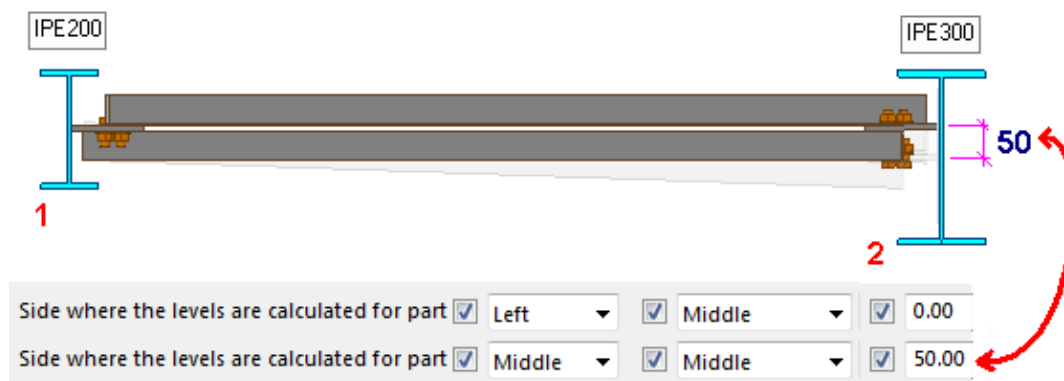 IPE200
IPE300
50
1
2
Side where the levels are calculated for part Left Middle 0.00
Side where the levels are calculated for part Middle Middle 50.00